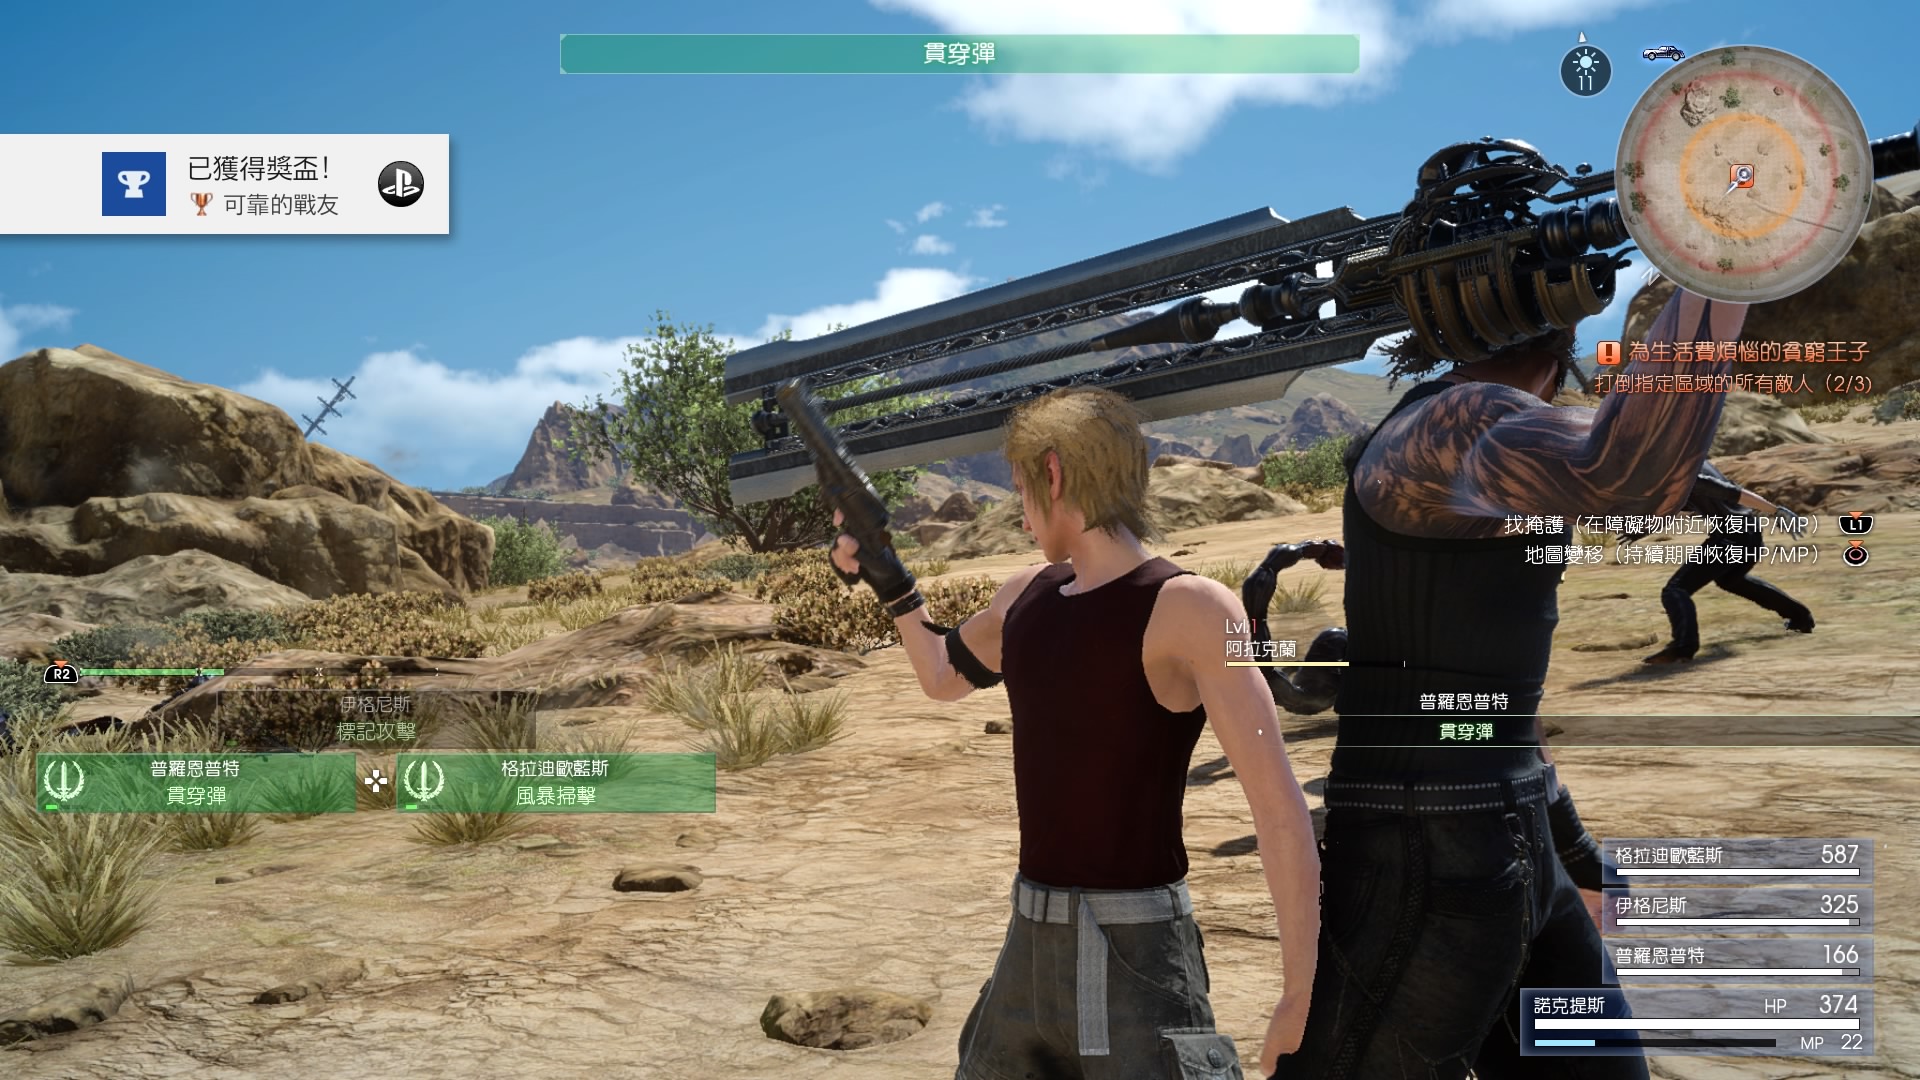 貫穿彈
11
已獲得獎盃!
可靠的戰友
N
為生活費煩惱的貧窮王子
打倒指定區域的所有敵人 (2/3)
找掩護 (在障礙物附近恢復HP/MP) L1
地圖變移 (持續期間恢復HP/MP)
Lvl 1
阿拉克蘭
普羅恩普特
貫穿彈
R2
伊格尼斯
標記攻擊
普羅恩普特
貫穿彈
格拉迪歐藍斯
風暴掃擊
格拉迪歐藍斯 587
伊格尼斯 325
普羅恩普特 166
諾克提斯 HP 374
MP 22